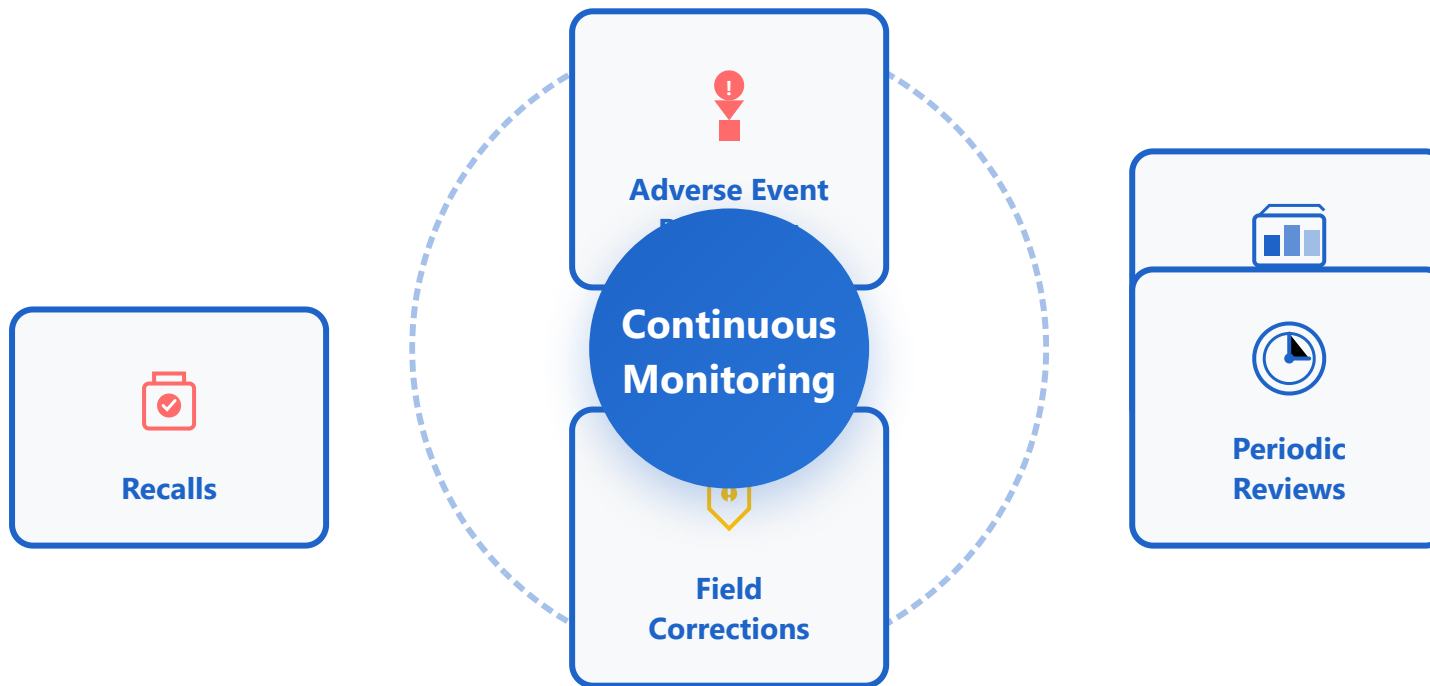 !
Adverse Event
Continuous
Monitoring
Recalls
Periodic
Reviews
Field
Corrections